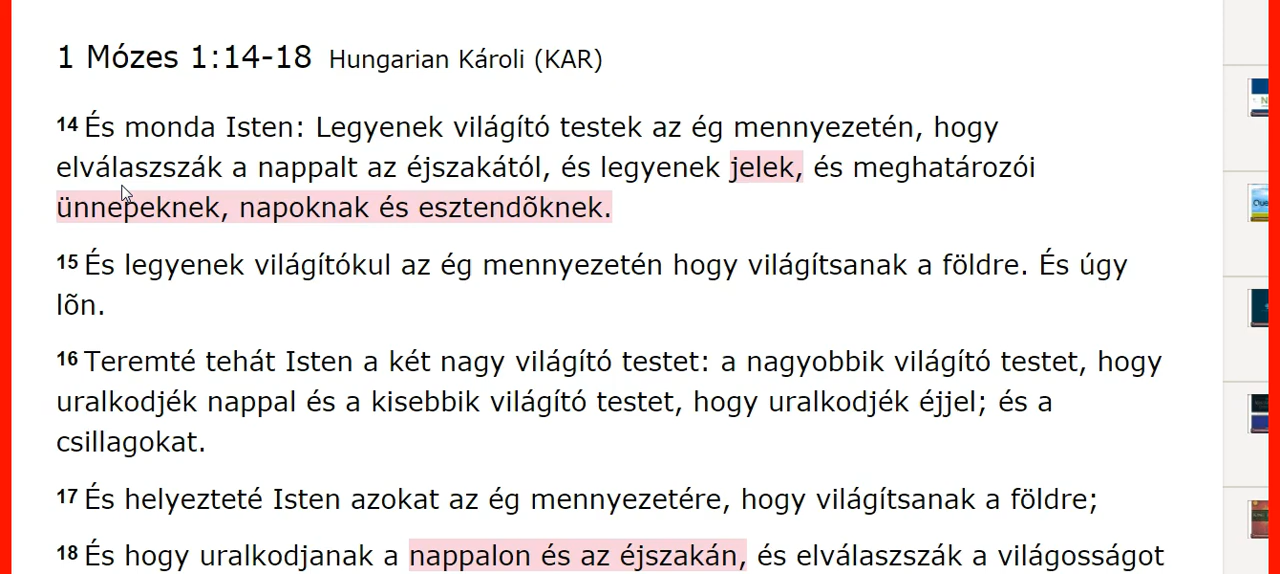 1 Mózes 1:14-18 Hungarian Károli (KAR)
14 És monda Isten: Legyenek világító testek az ég mennyezetén, hogy
elválaszszák a nappalt az éjszakától, és legyenek jelek, és meghatározói
ünnepeknek, napoknak és esztendõknek.
15 És legyenek világítókul az ég mennyezetén hogy világítsanak a földre. És úgy
lõn.
16 Teremté tehát Isten a két nagy világító testet: a nagyobbik világító testet, hogy
uralkodjék nappal és a kisebbik világító testet, hogy uralkodjék éjjel; és a
csillagokat.
17 És helyezteté Isten azokat az ég mennyezetére, hogy világítsanak a földre;
18 És hogy uralkodjanak a nappalon és az éjszakán, és elválaszszák a világosságot